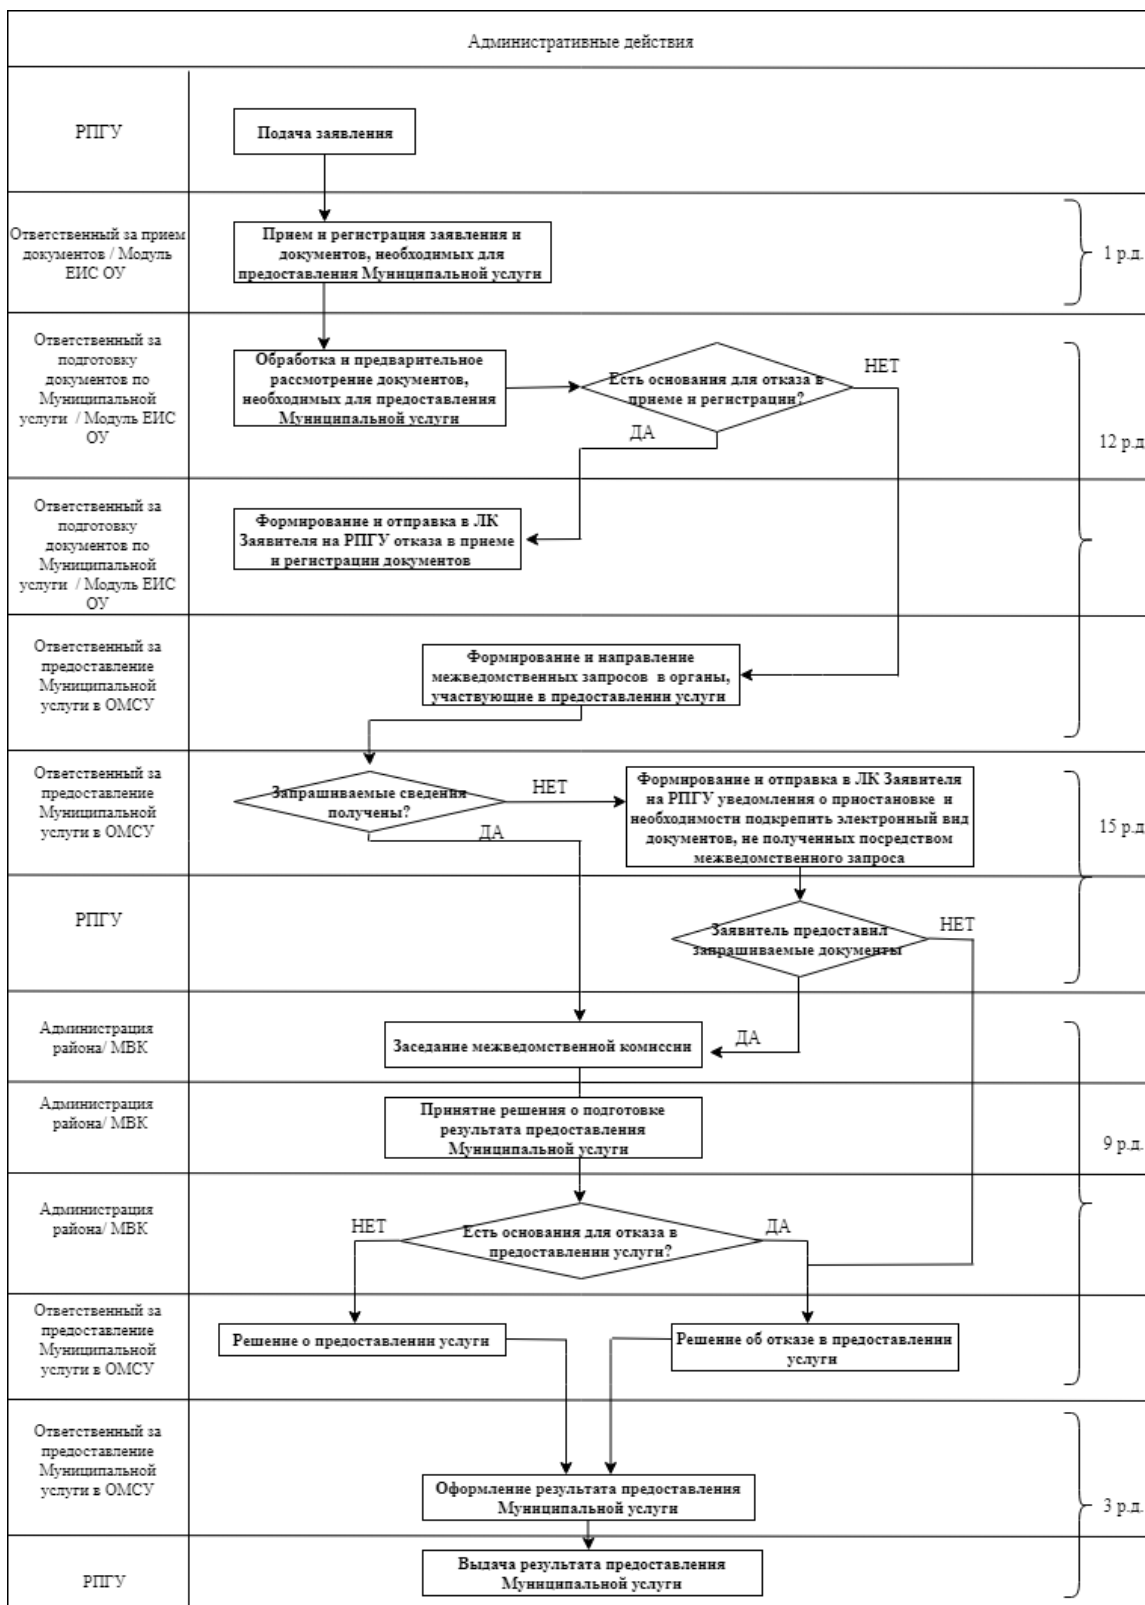 Административные действия
РПГУ
Подача заявления
Ответственный за прием
документов / Модуль
ЕИС ОУ
Прием и регистрация заявления и
документов, необходимых для
предоставления Муниципальной услуги
1 р.д.
Ответственный за
подготовку
документов по
Муниципальной
услуги / Модуль ЕИС
ОУ
Обработка и предварительное
рассмотрение документов,
необходимых для предоставления
Муниципальной услуги
Есть основания для отказа в
приеме и регистрации?
НЕТ
ДА
12 р.д
Ответственный за
подготовку
документов по
Муниципальной
услуги / Модуль ЕИС
ОУ
Формирование и отправка в ЛК
Заявителя на РПГУ отказа в приеме
и регистрации документов
Ответственный за
предоставление
Муниципальной
услуги в ОМСУ
Формирование и направление
межведомственных запросов в органы,
участвующие в предоставлении услуги
Ответственный за
предоставление
Муниципальной
услуги в ОМСУ
Запрашиваемые сведения
получены?
НЕТ
ДА
Формирование и отправка в ЛК Заявителя
на РПГУ уведомления о приостановке и
необходимости подкрепить электронный вид
документов, не полученных посредством
межведомственного запроса
15 р.д
РПГУ
Заявитель предоставил
запрашиваемые документы
НЕТ
ДА
Администрация
района/ МВК
Заседание межведомственной комиссии
Администрация
района/ МВК
Принятие решения о подготовке
результата предоставления
Муниципальной услуги
9 р.д.
Администрация
района/ МВК
НЕТ
Есть основания для отказа в
предоставлении услуги?
ДА
Ответственный за
предоставление
Муниципальной
услуги в ОМСУ
Решение о предоставлении услуги
Решение об отказе в предоставлении
услуги
Ответственный за
предоставление
Муниципальной
услуги в ОМСУ
Оформление результата предоставления
Муниципальной услуги
3 р.д.
РПГУ
Выдача результата предоставления
Муниципальной услуги